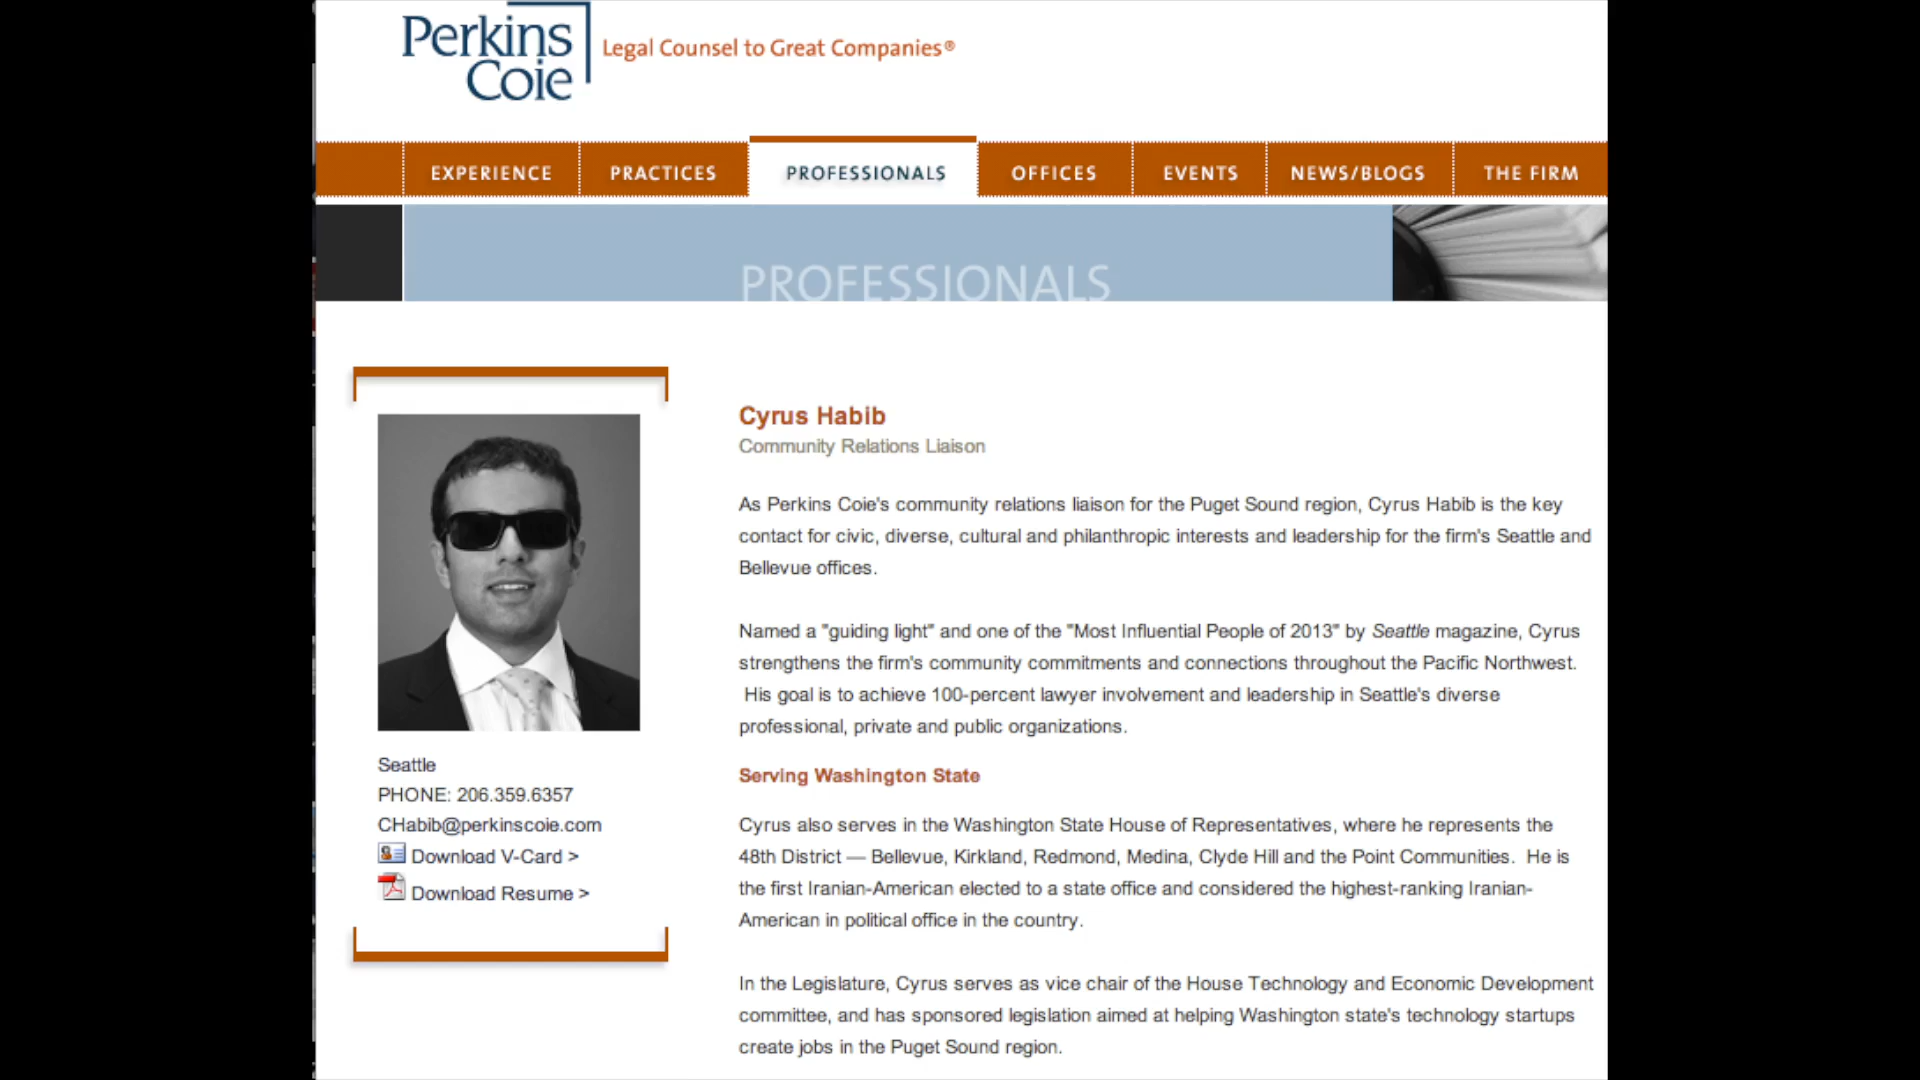 Perkins
Coie
Legal Counsel to Great Companies®
EXPERIENCE
PRACTICES
PROFESSIONALS
OFFICES
EVENTS
NEWS/BLOGS
THE FIRM
PROFESSIONALS
Cyrus Habib
Community Relations Liaison
As Perkins Coie's community relations liaison for the Puget Sound region, Cyrus Habib is the key
contact for civic, diverse, cultural and philanthropic interests and leadership for the firm's Seattle and
Bellevue offices.
Named a "guiding light" and one of the "Most Influential People of 2013" by Seattle magazine, Cyrus
strengthens the firm's community commitments and connections throughout the Pacific Northwest.
His goal is to achieve 100-percent lawyer involvement and leadership in Seattle's diverse
professional, private and public organizations.
Serving Washington State
Cyrus also serves in the Washington State House of Representatives, where he represents the
48th District — Bellevue, Kirkland, Redmond, Medina, Clyde Hill and the Point Communities. He is
the first Iranian-American elected to a state office and considered the highest-ranking Iranian-
American in political office in the country.
In the Legislature, Cyrus serves as vice chair of the House Technology and Economic Development
committee, and has sponsored legislation aimed at helping Washington state's technology startups
create jobs in the Puget Sound region.
Seattle
PHONE: 206.359.6357
CHabib@perkinscoie.com
Download V-Card >
Download Resume >